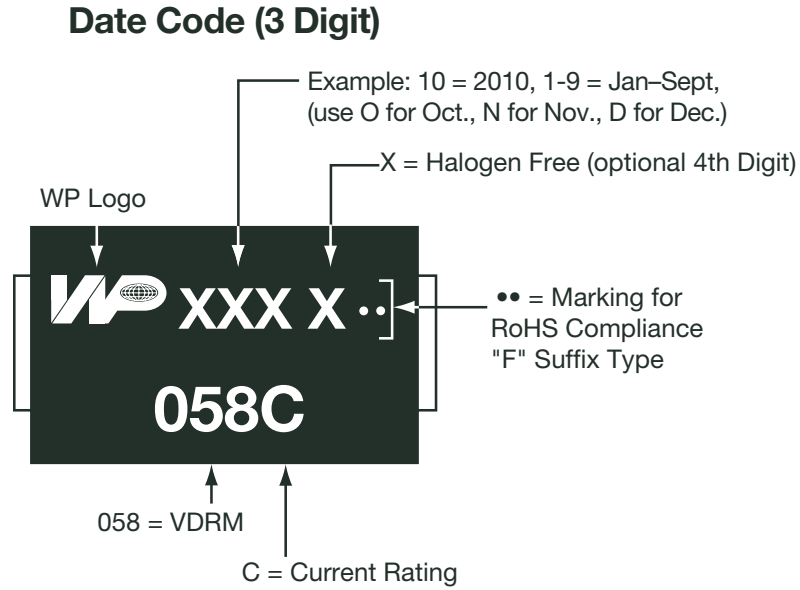 Date Code (3 Digit)
Example: 10 = 2010, 1-9 = Jan–Sept,
(use O for Oct., N for Nov., D for Dec.)
X = Halogen Free (optional 4th Digit)
WP Logo
WP XXX X ••
•• = Marking for
RoHS Compliance
"F" Suffix Type
058C
058 = VDRM
C = Current Rating